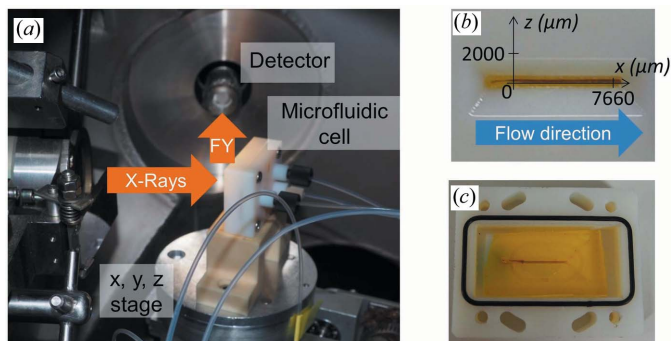 (a)
Detector
Microfluidic
cell
FY
X-Rays
x, y, z
stage
(b)
z (μm)
2000
x (μm)
0
7660
Flow direction
(c)